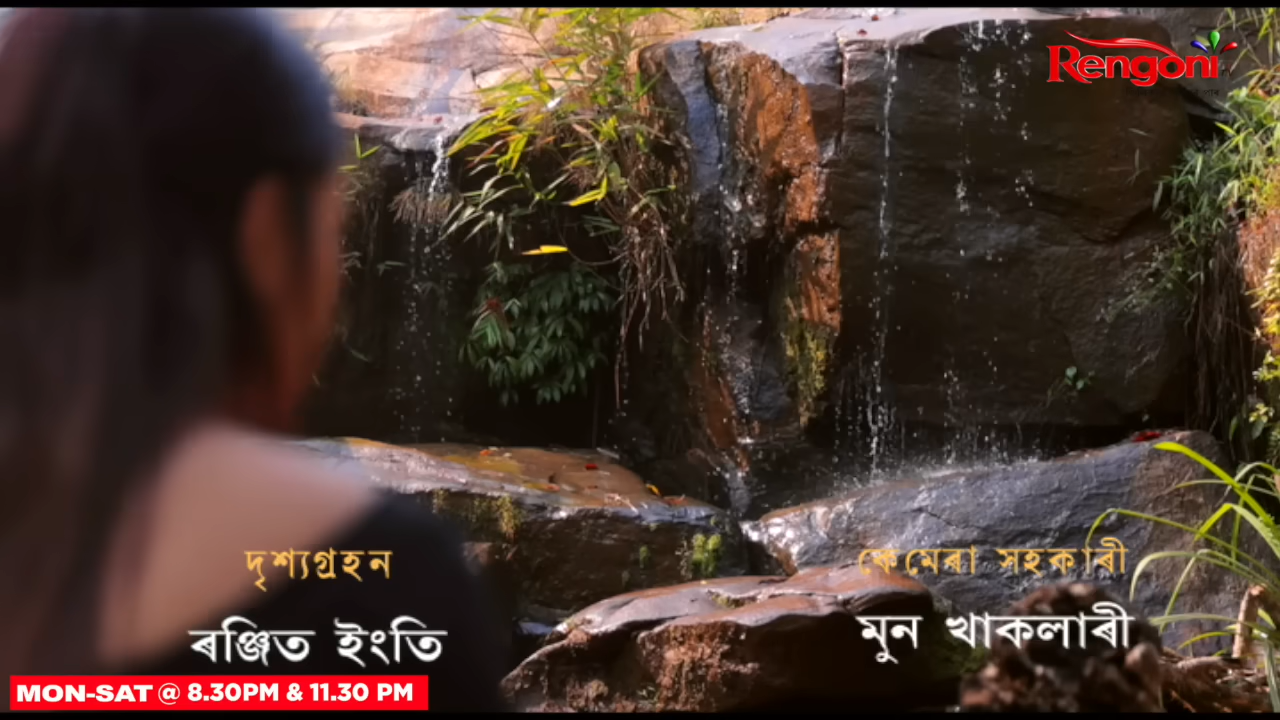 Rengoni
দৃশ্যগ্ৰহন
কেমেৰা সহকাৰী
ৰঞ্জিত ইংতি
মুন খাকলাৰী
MON-SAT @ 8.30PM & 11.30 PM